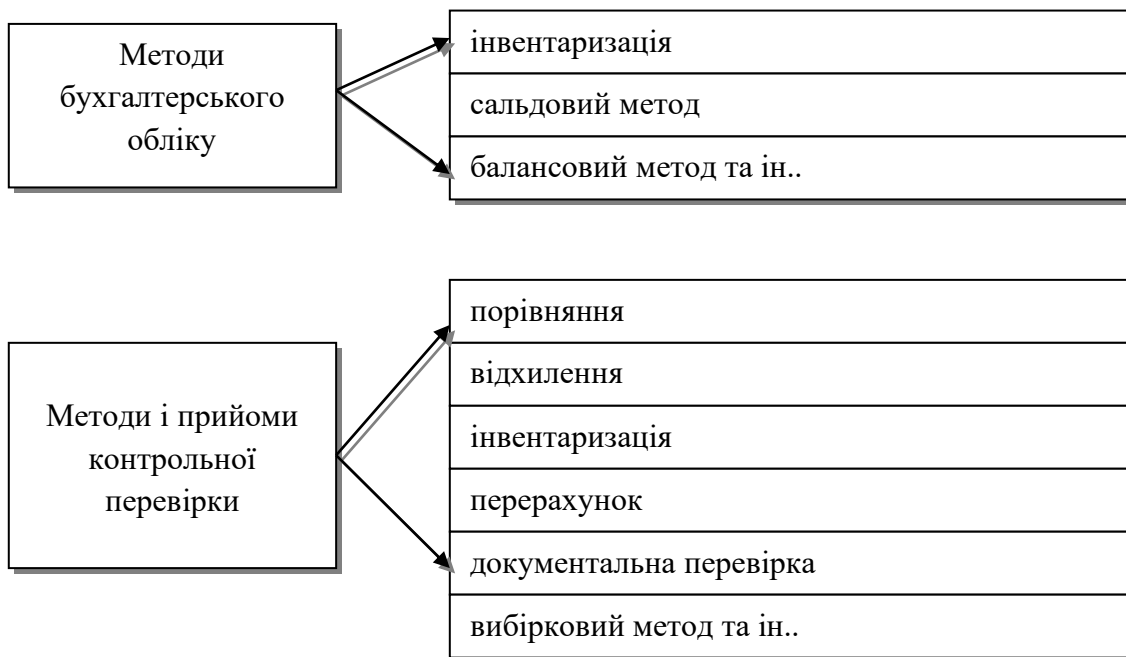 Методи
бухгалтерського
обліку
інвентаризація
сальдовий метод
балансовий метод та ін..
Методи і прийоми
контрольної
перевірки
порівняння
відхилення
інвентаризація
перерахунок
документальна перевірка
вибірковий метод та ін..